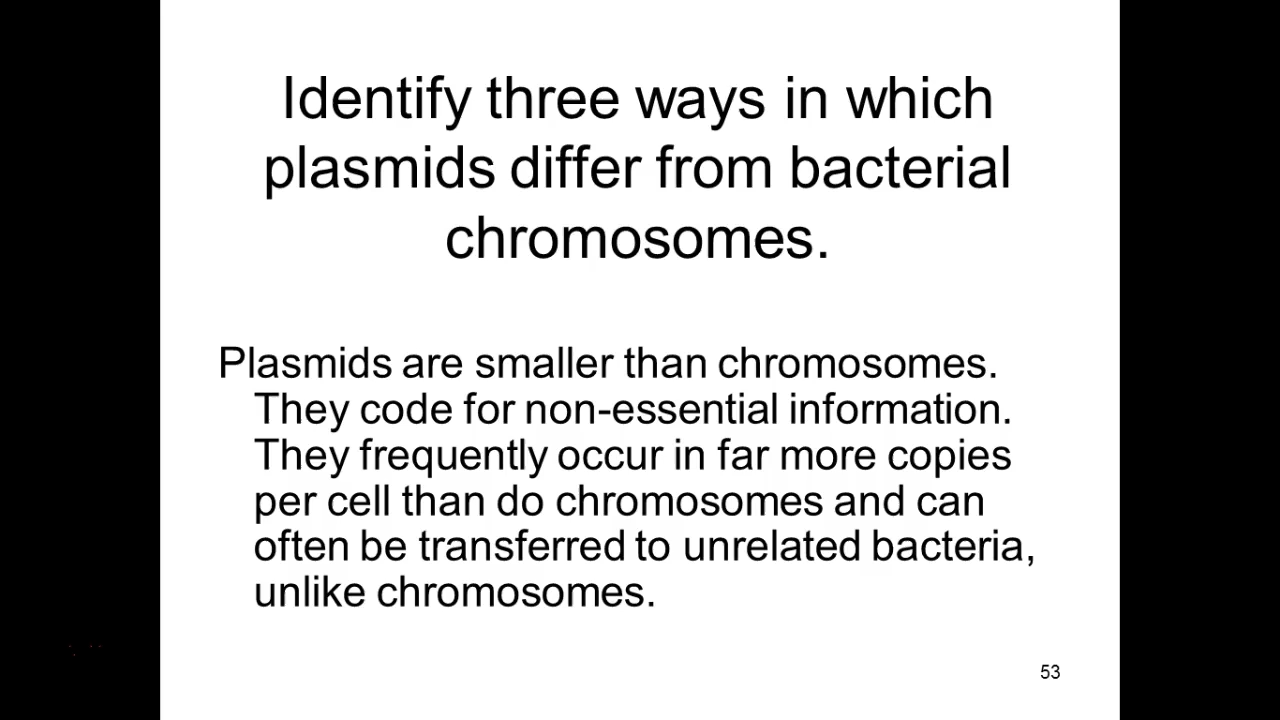 Identify three ways in which
plasmids differ from bacterial
chromosomes.
Plasmids are smaller than chromosomes.
They code for non-essential information.
They frequently occur in far more copies
per cell than do chromosomes and can
often be transferred to unrelated bacteria,
unlike chromosomes.
53